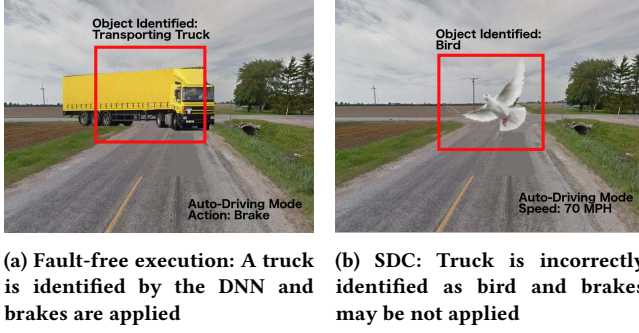 Object Identified:
Transporting Truck
Auto-Driving Mode
Action: Brake
(a) Fault-free execution: A truck
is identified by the DNN and
brakes are applied
Object Identified:
Bird
Auto-Driving Mode
Speed: 70 MPH
(b) SDC: Truck is incorrectly
identified as bird and brakes
may be not applied